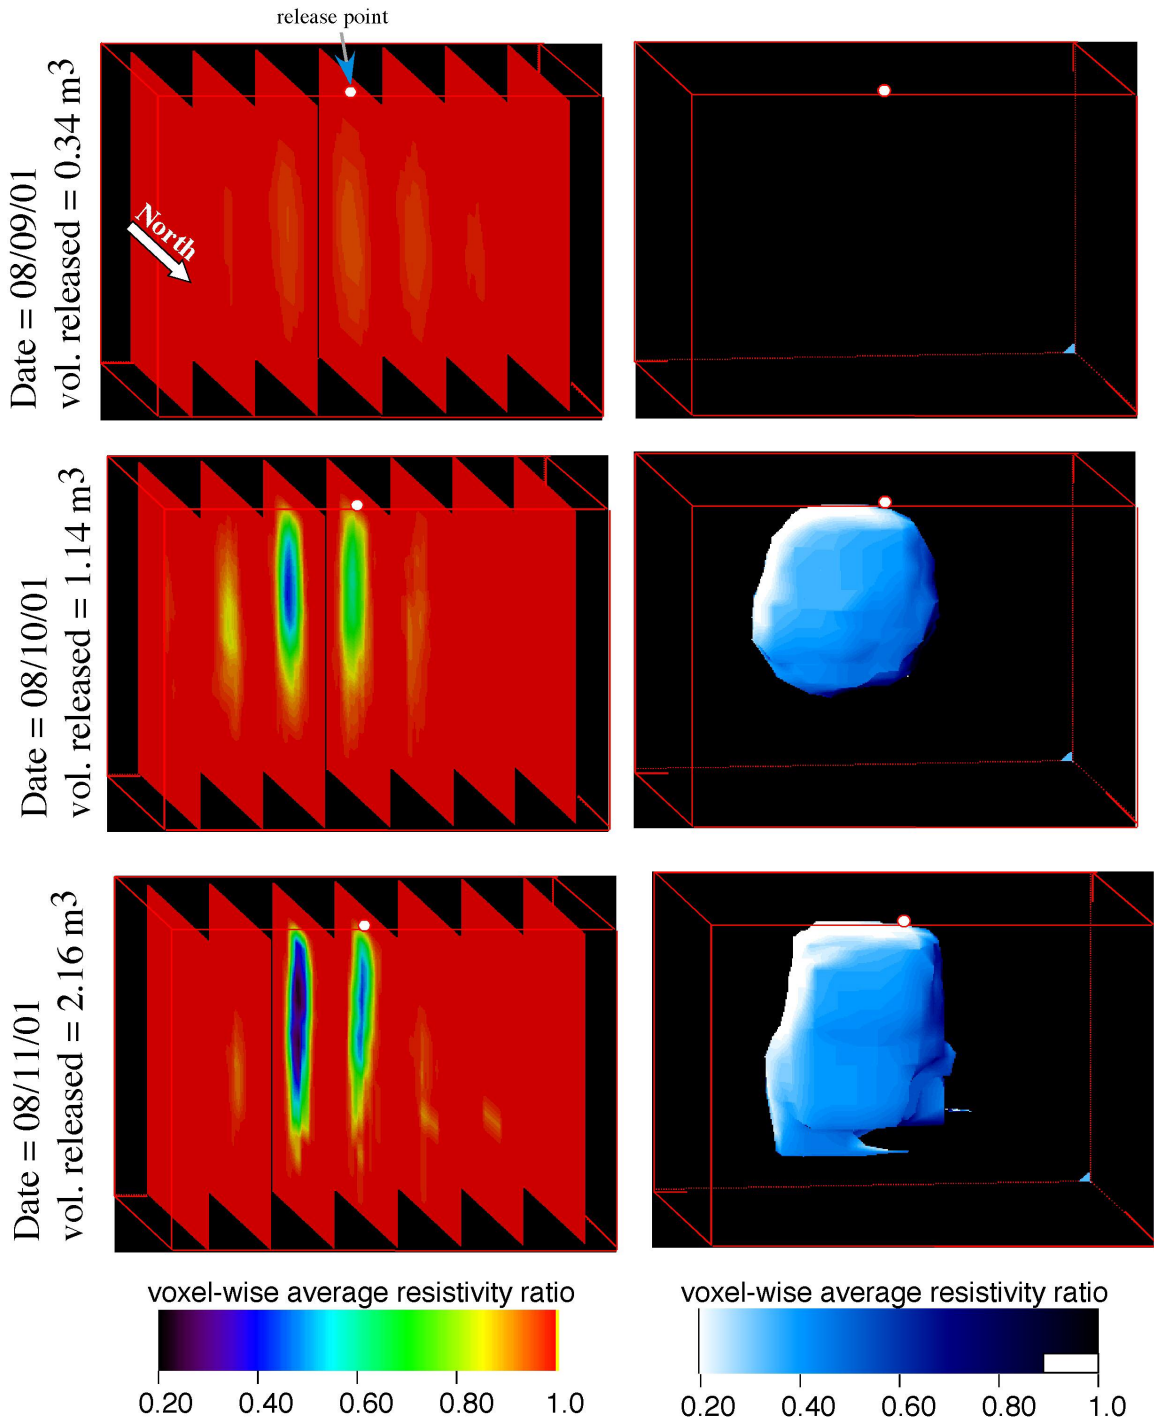 release point
Date = 08/09/01
vol. released = 0.34 m3
North
Date = 08/10/01
vol. released = 1.14 m3
Date = 08/11/01
vol. released = 2.16 m3
voxel-wise average resistivity ratio
0.20 0.40 0.60 0.80 1.0
voxel-wise average resistivity ratio
0.20 0.40 0.60 0.80 1.0